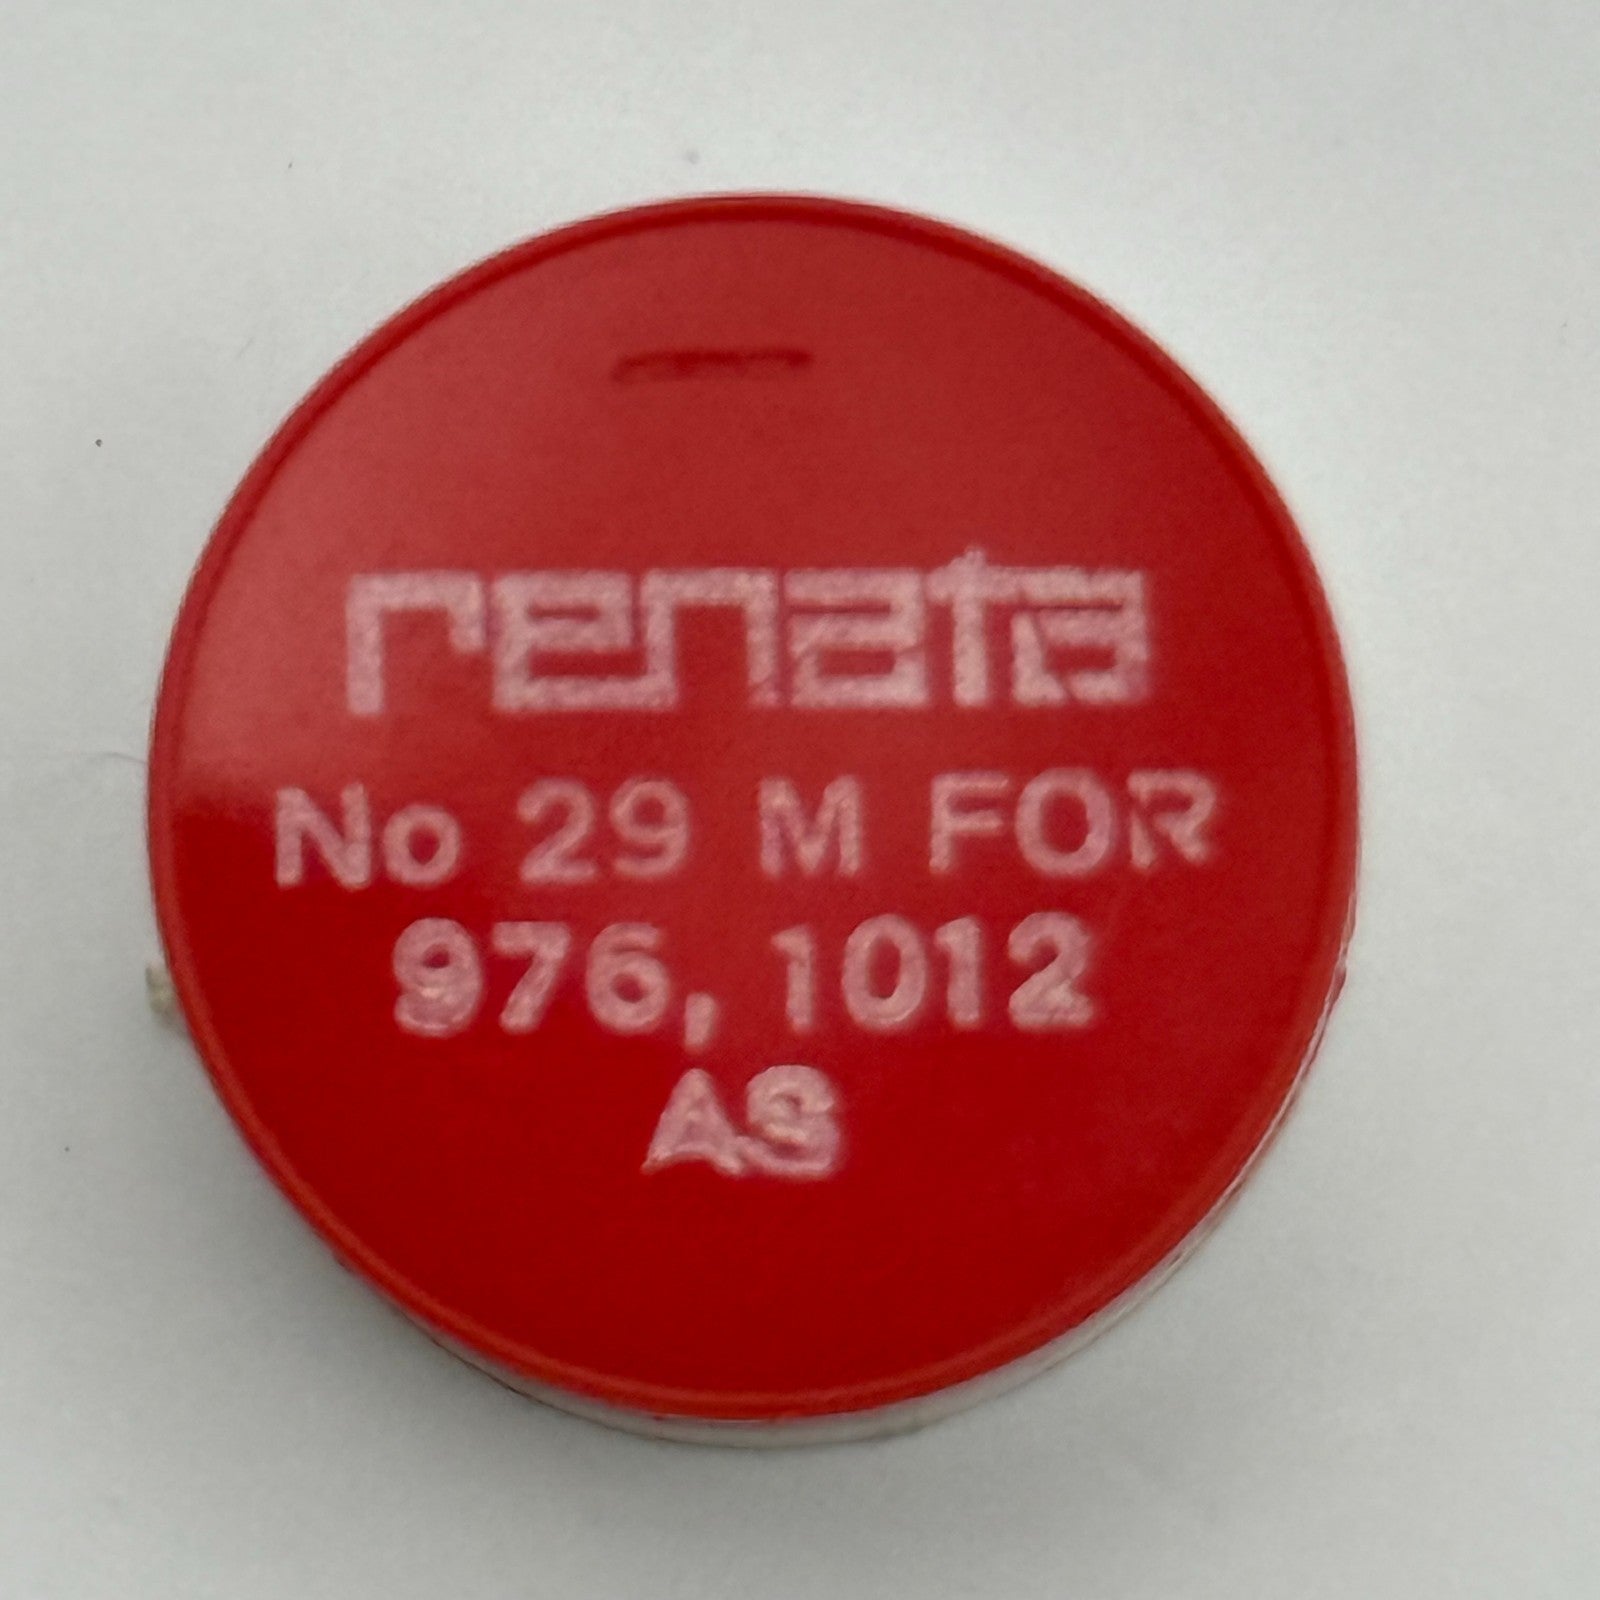 renata
No 29 M FOR
976, 1012
AS